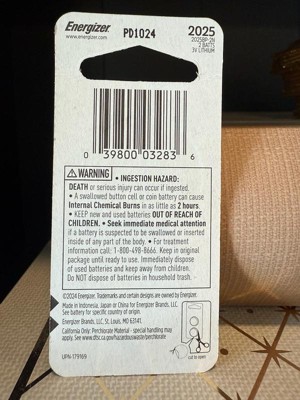 Energizer
www.energizer.com
PD1024
2025
2025BP-2N
2 BATTS
3V LITHIUM
0 39800 03283 6
WARNING • INGESTION HAZARD:
DEATH or serious injury can occur if ingested.
• A swallowed button cell or coin battery can cause
Internal Chemical Burns in as little as 2 hours.
• KEEP new and used batteries OUT OF REACH OF
CHILDREN. • Seek immediate medical attention
if a battery is suspected to be swallowed or inserted
inside of any part of the body. • For treatment
information call: 1-800-498-8666. Keep in original
package until ready to use. Immediately dispose
of used batteries and keep away from children.
Do NOT dispose of batteries in household trash.
©2024 Energizer. Trademarks and certain designs are owned by Energizer.
Made in Indonesia, Japan or China for Energizer Brands, LLC.
See battery for specific country of origin.
Energizer Brands, LLC, St. Louis, MO 63141
California Only: Perchlorate Material - special handling may
apply. See www.dtsc.ca.gov/hazardouswaste/perchlorate
UPN-179169
cut to open